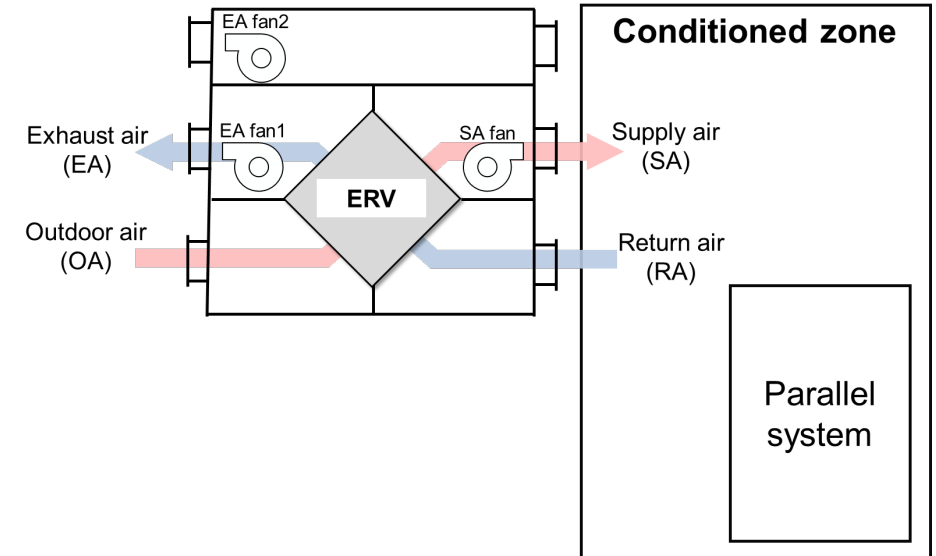 EA fan2
Conditioned zone
Exhaust air
(EA)
EA fan1
SA fan
Supply air
(SA)
ERV
Outdoor air
(OA)
Return air
(RA)
Parallel
system